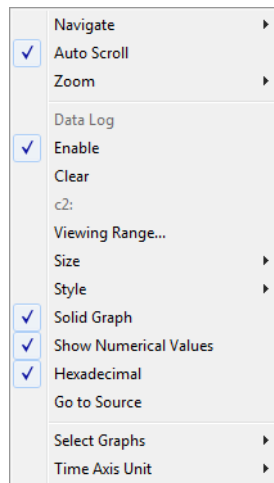 Navigate
Auto Scroll
Zoom
Data Log
Enable
Clear
c2:
Viewing Range...
Size
Style
Solid Graph
Show Numerical Values
Hexadecimal
Go to Source
Select Graphs
Time Axis Unit